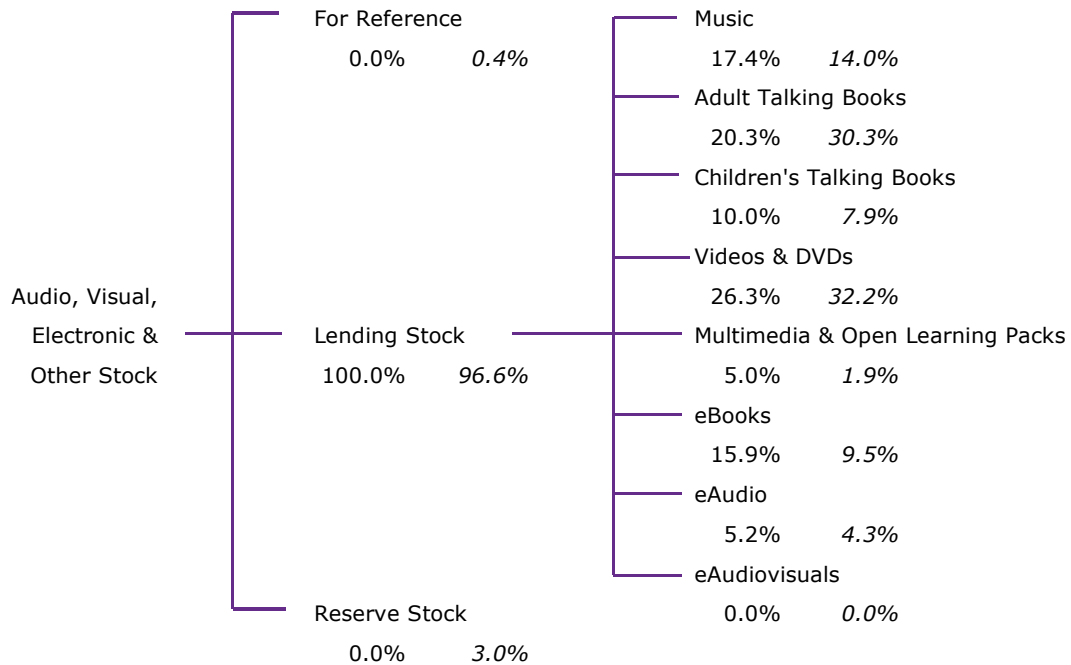 Audio, Visual,
Electronic &
Other Stock
For Reference
0.0% 0.4%
Lending Stock
100.0% 96.6%
Reserve Stock
0.0% 3.0%
Music
17.4% 14.0%
Adult Talking Books
20.3% 30.3%
Children's Talking Books
10.0% 7.9%
Videos & DVDs
26.3% 32.2%
Multimedia & Open Learning Packs
5.0% 1.9%
eBooks
15.9% 9.5%
eAudio
5.2% 4.3%
eAudiovisuals
0.0% 0.0%